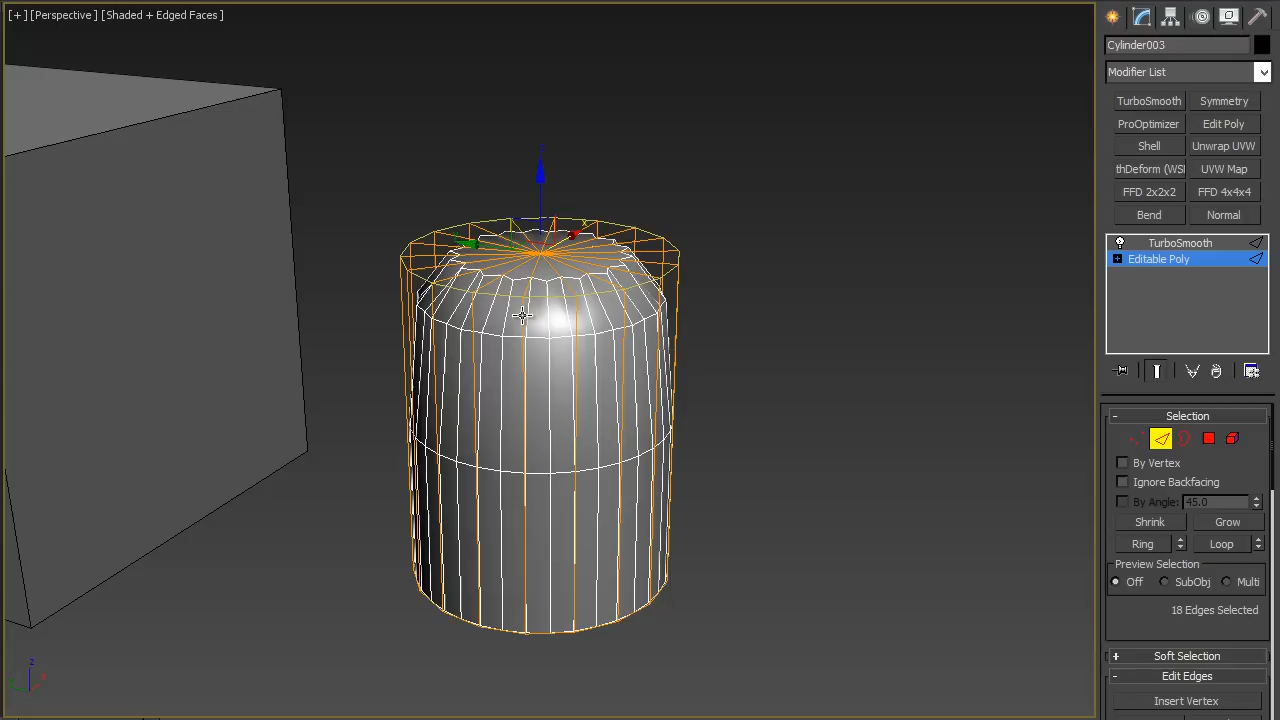 [+] [Perspective ] [Shaded + Edged Faces ]
Cylinder003
Modifier List
TurboSmooth Symmetry
ProOptimizer Edit Poly
Shell Unwrap UVW
thDeform (WSI UVW Map
FFD 2x2x2 FFD 4x4x4
Bend Normal
TurboSmooth
Editable Poly
- Selection
By Vertex
Ignore Backfacing
By Angle: 45.0
Shrink Grow
Ring Loop
Preview Selection
Off SubObj Multi
18 Edges Selected
+ Soft Selection
- Edit Edges
Insert Vertex
z
x